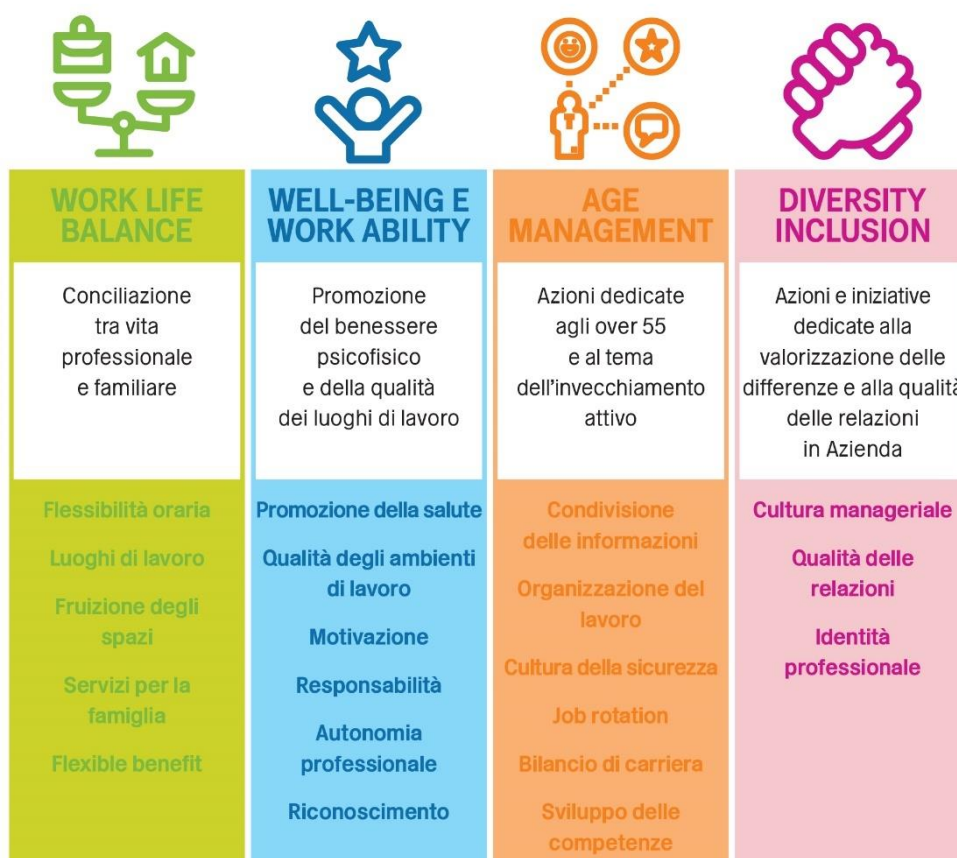 WORK LIFE
BALANCE
Conciliazione
tra vita
professionale
e familiare
Flessibilità oraria
Luoghi di lavoro
Fruizione degli
spazi
Servizi per la
famiglia
Flexible benefit
WELL-BEING E
WORK ABILITY
Promozione
del benessere
psicofisico
e della qualità
dei luoghi di lavoro
Promozione della salute
Qualità degli ambienti
di lavoro
Motivazione
Responsabilità
Autonomia
professionale
Riconoscimento
AGE
MANAGEMENT
Azioni dedicate
agli over 55
e al tema
dell'invecchiamento
attivo
Condivisione
delle informazioni
Organizzazione del
lavoro
Cultura della sicurezza
Job rotation
Bilancio di carriera
Sviluppo delle
competenze
DIVERSITY
INCLUSION
Azioni e iniziative
dedicate alla
valorizzazione delle
differenze e alla qualità
delle relazioni
in Azienda
Cultura manageriale
Qualità delle
relazioni
Identità
professionale